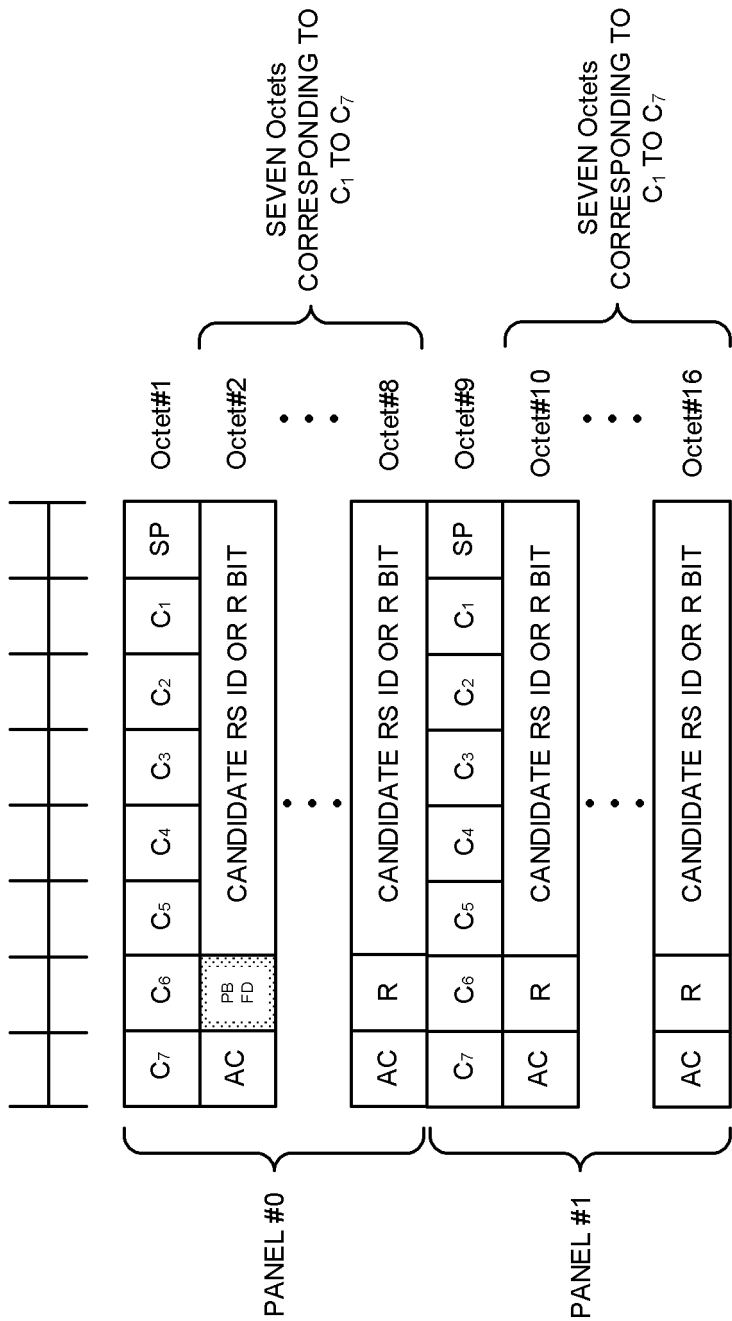 C₇ C₆ C₅ C₄ C₃ C₂ C₁ SP Octet#1
AC PB FD CANDIDATE RS ID OR R BIT Octet#2
PANEL #0
SEVEN Octets
CORRESPONDING TO
C₁ TO C₇
AC R CANDIDATE RS ID OR R BIT Octet#8
C₇ C₆ C₅ C₄ C₃ C₂ C₁ SP Octet#9
AC R CANDIDATE RS ID OR R BIT Octet#10
PANEL #1
SEVEN Octets
CORRESPONDING TO
C₁ TO C₇
AC R CANDIDATE RS ID OR R BIT Octet#16